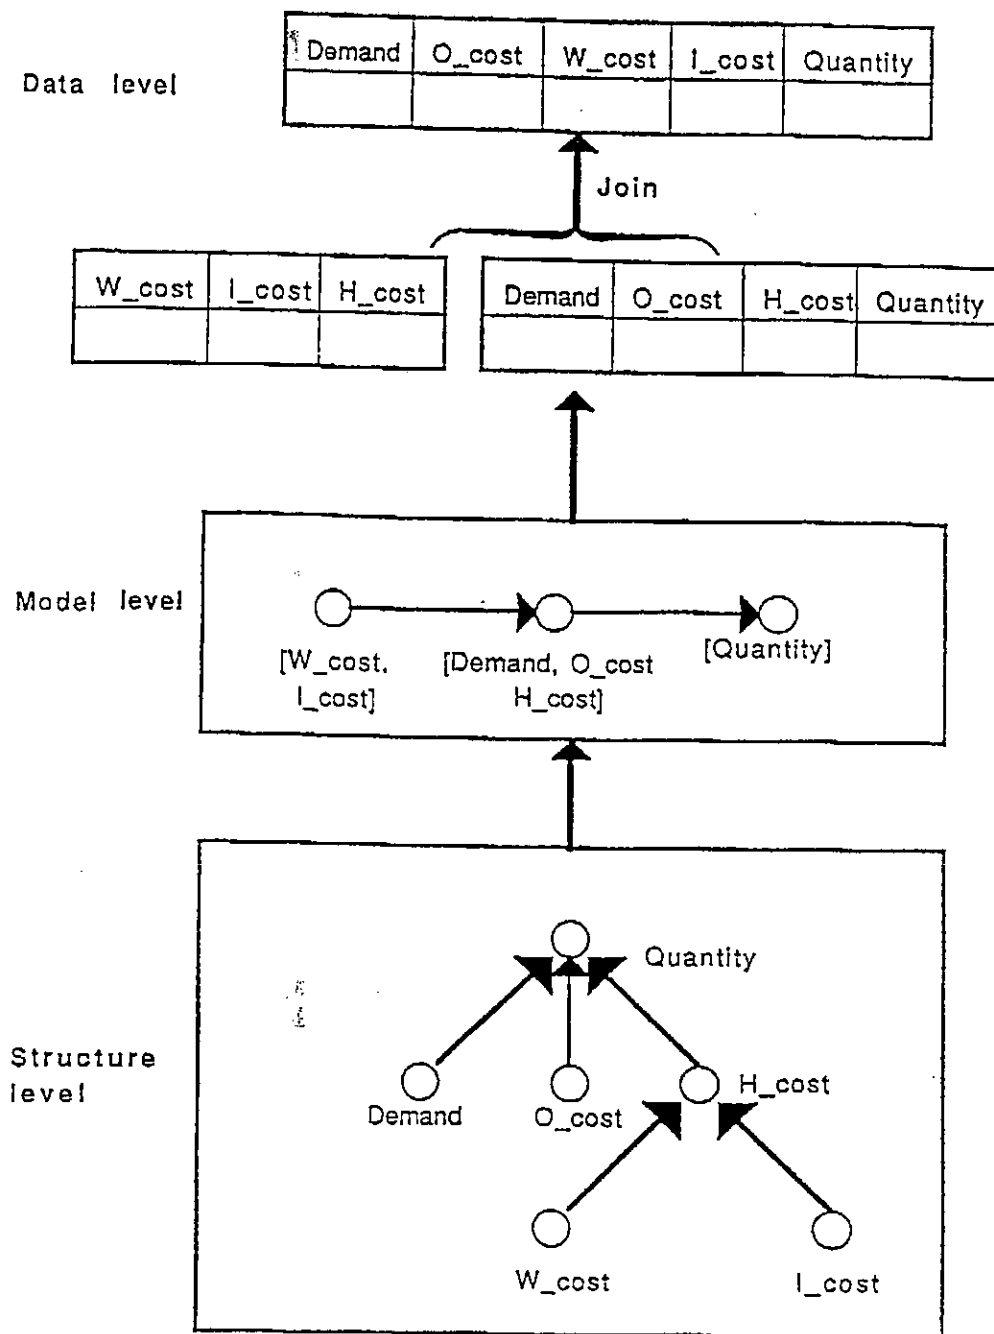 Demand O_cost W_cost I_cost Quantity
Data level
Join
W_cost I_cost H_cost
Demand O_cost H_cost Quantity
Model level
[W_cost,
I_cost]
[Demand, O_cost
H_cost]
[Quantity]
Quantity
Structure
level
Demand
O_cost
H_cost
W_cost
I_cost